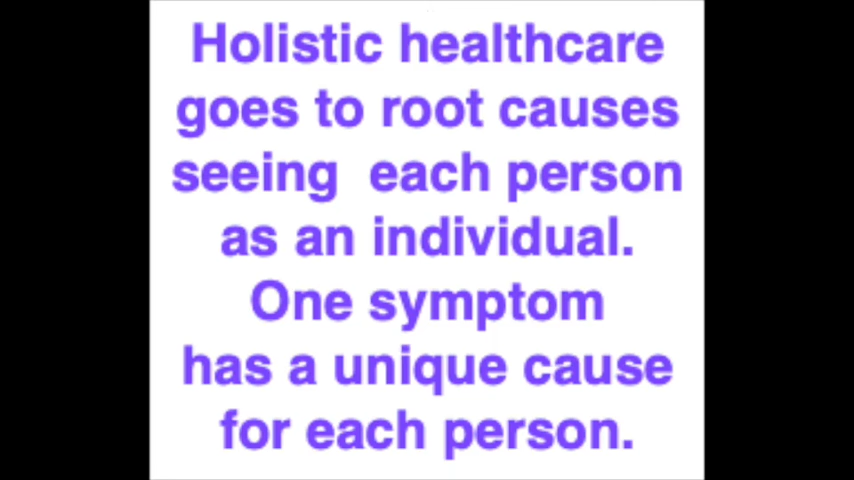 Holistic healthcare
goes to root causes
seeing  each person
as an individual.
One symptom
has a unique cause
for each person.